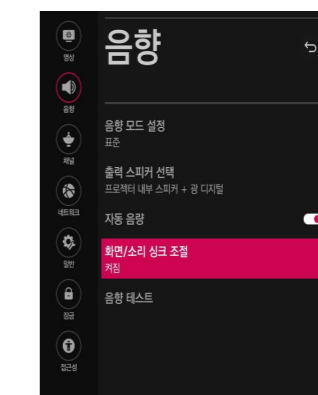 음향
영상
음향
채널
네트워크
일반
잠금
접근성
음향 모드 설정
표준
출력 스피커 선택
프로젝터 내부 스피커 + 광 디지털
자동 음량
화면/소리 싱크 조절
켜짐
음향 테스트